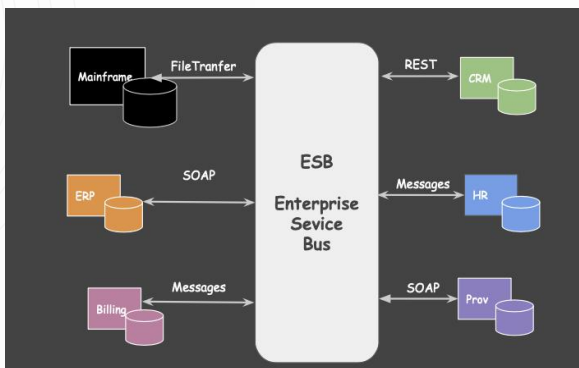 Mainframe
FileTranfer
REST
CRM
ERP
SOAP
ESB
Enterprise
Sevice
Bus
Messages
HR
Billing
Messages
SOAP
Prov